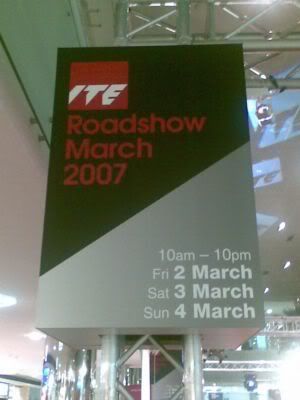 ITE
Roadshow
March
2007
10am – 10pm
Fri 2 March
Sat 3 March
Sun 4 March